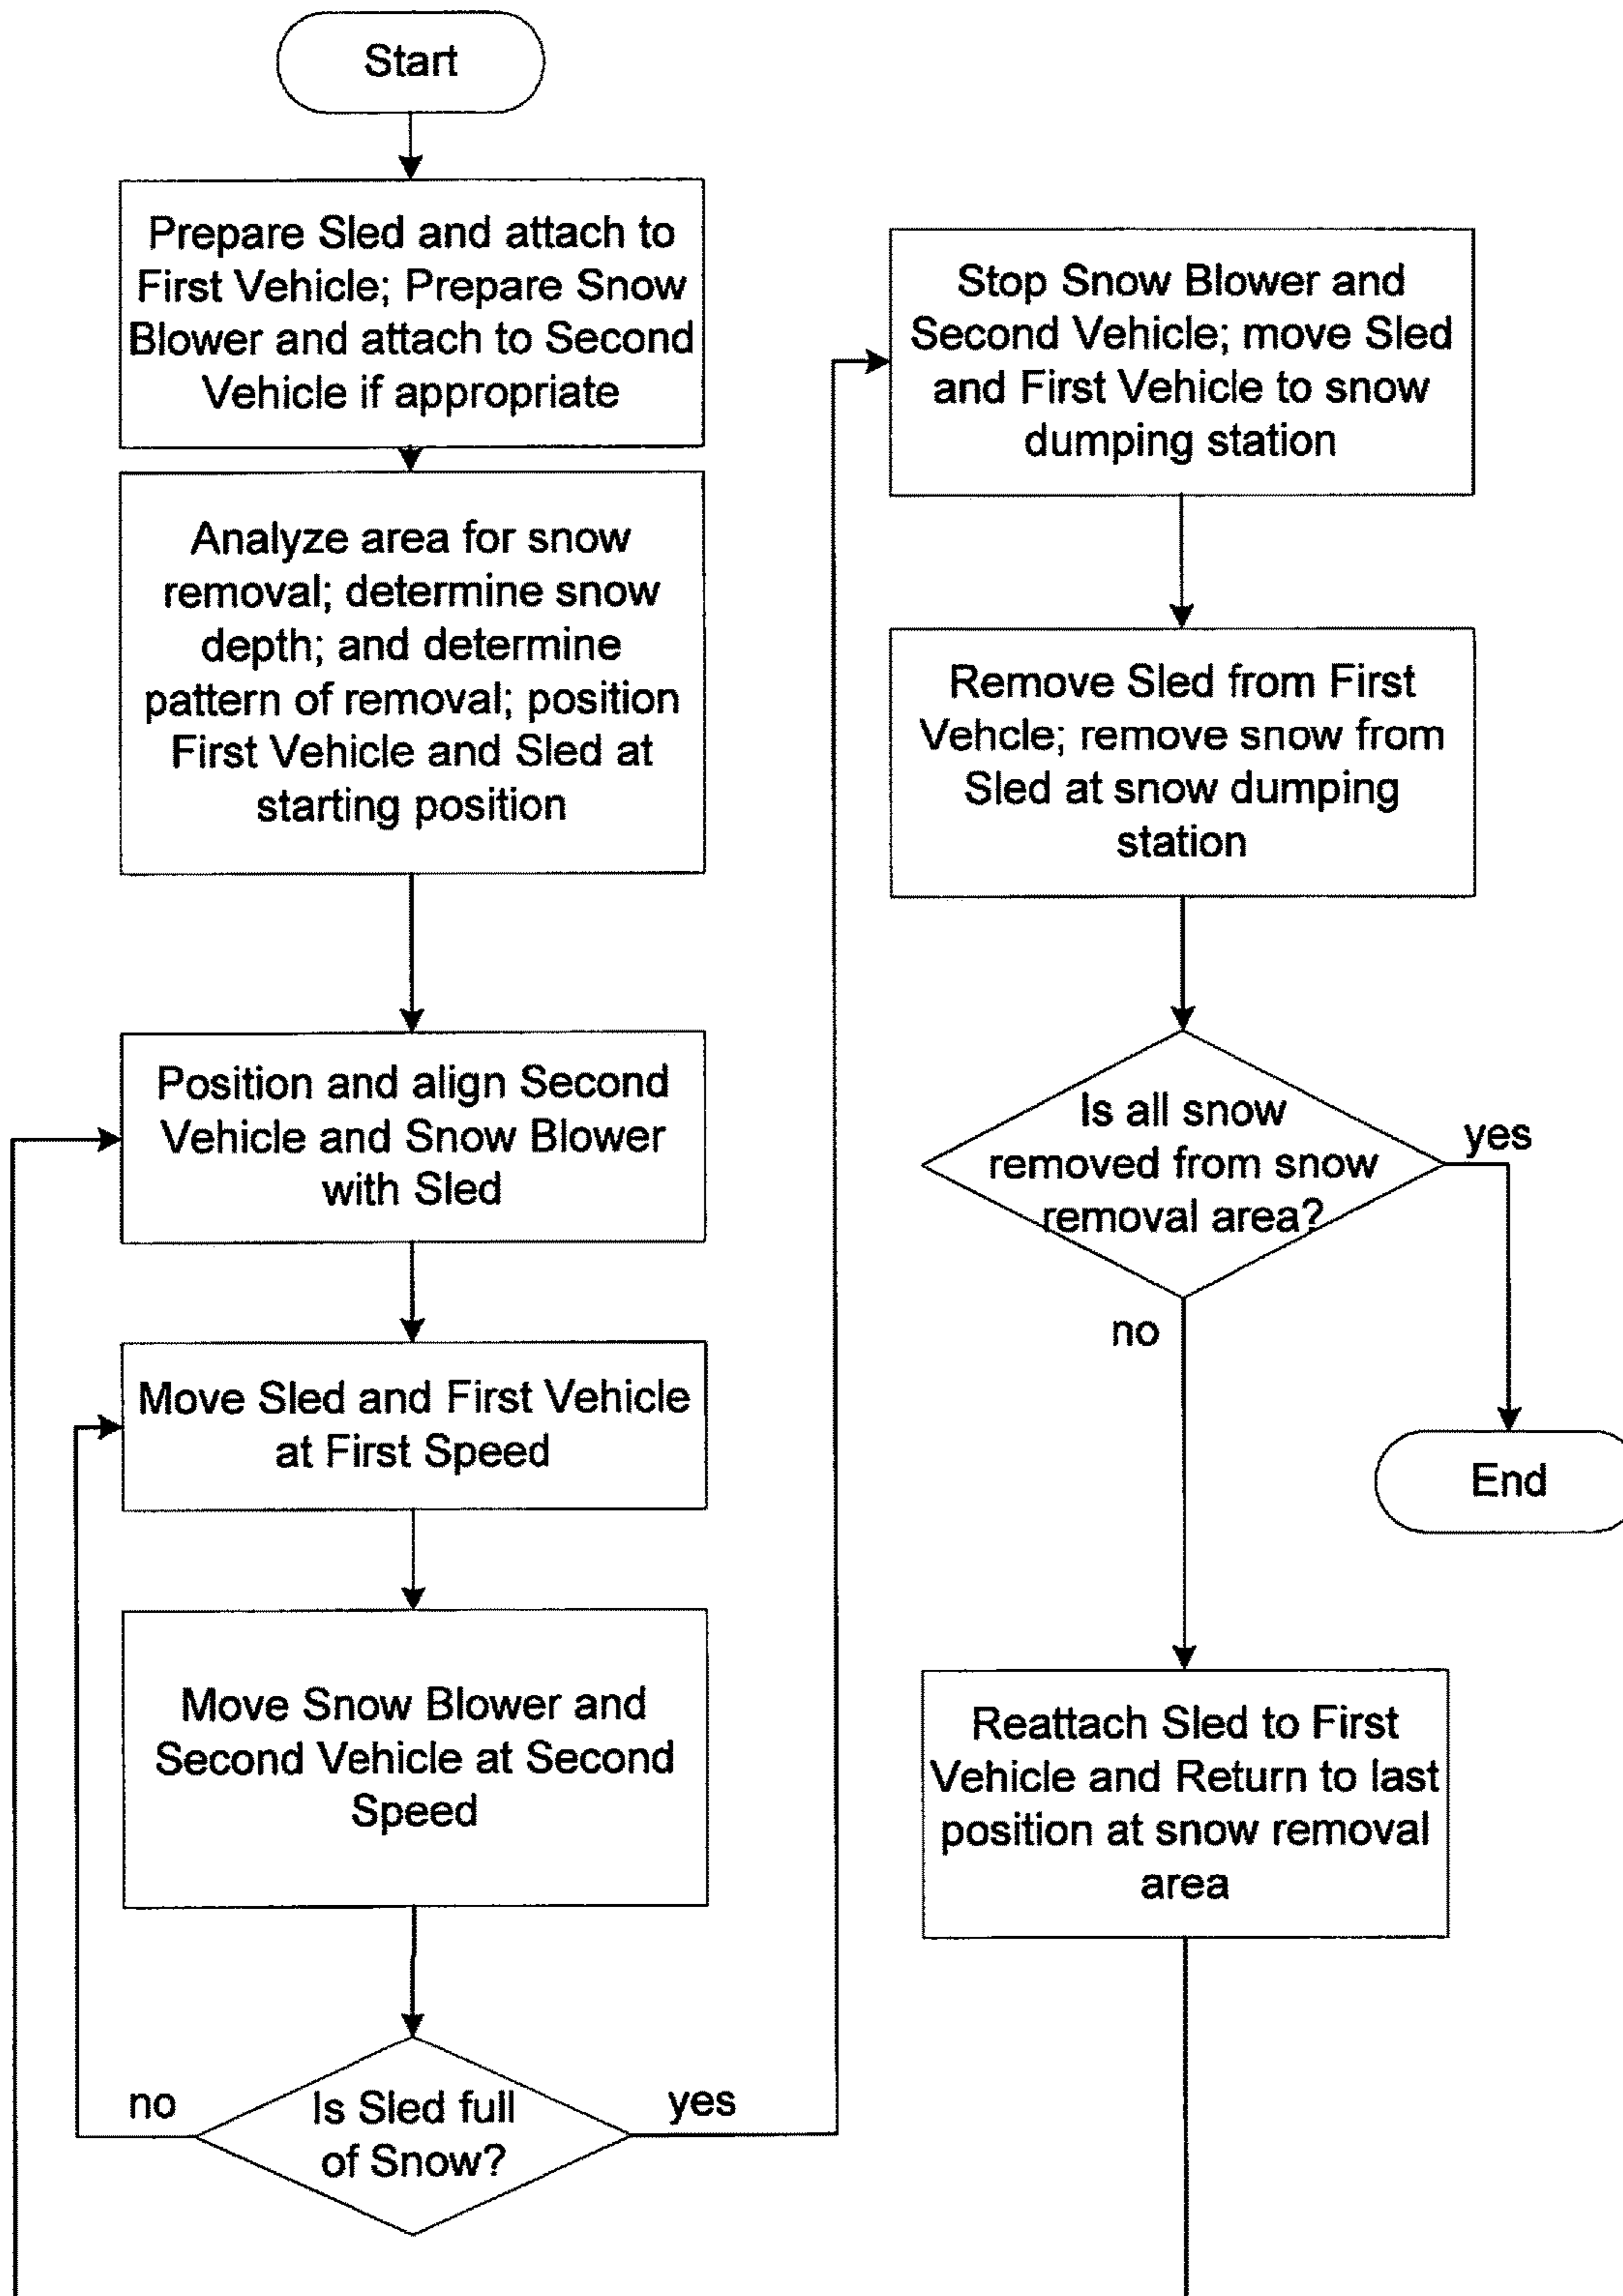 Start
Prepare Sled and attach to
First Vehicle; Prepare Snow
Blower and attach to Second
Vehicle if appropriate
Analyze area for snow
removal; determine snow
depth; and determine
pattern of removal; position
First Vehicle and Sled at
starting position
Position and align Second
Vehicle and Snow Blower
with Sled
Move Sled and First Vehicle
at First Speed
Move Snow Blower and
Second Vehicle at Second
Speed
Is Sled full
of Snow?
no
yes
Stop Snow Blower and
Second Vehicle; move Sled
and First Vehicle to snow
dumping station
Remove Sled from First
Vehcle; remove snow from
Sled at snow dumping
station
Is all snow
removed from snow
removal area?
yes
no
End
Reattach Sled to First
Vehicle and Return to last
position at snow removal
area